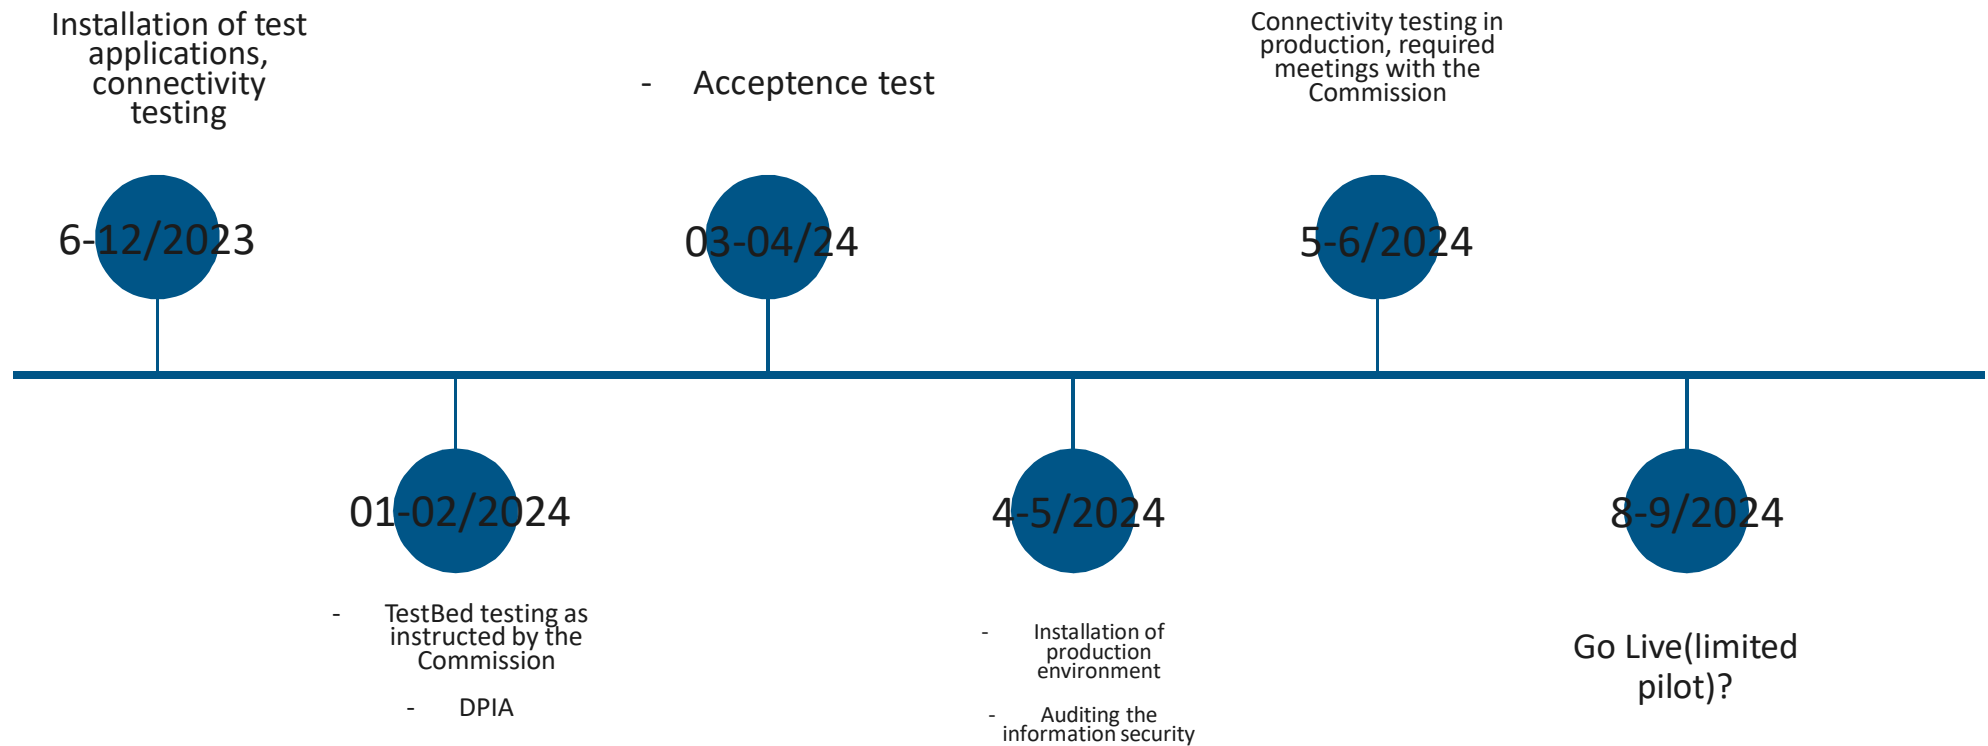 Installation of test
applications,
connectivity
testing
6-12/2023
- TestBed testing as
instructed by the
Commission
- DPIA
01-02/2024
- Acceptence test
03-04/24
4-5/2024
- Installation of
production
environment
- Auditing the
information security
Connectivity testing in
production, required
meetings with the
Commission
5-6/2024
8-9/2024
Go Live(limited
pilot)?